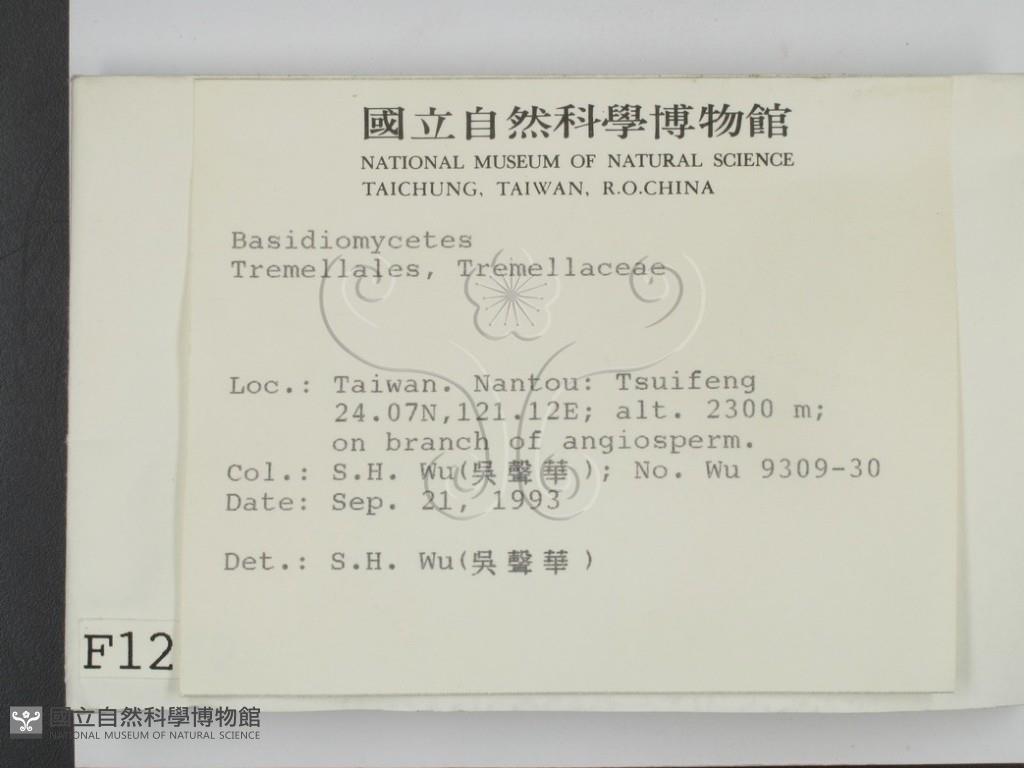 國立自然科學博物館
NATIONAL MUSEUM OF NATURAL SCIENCE
TAICHUNG, TAIWAN, R.O.CHINA
Basidiomycetes
Tremellales, Tremellaceae
Loc.: Taiwan. Nantou: Tsuifeng
24.07N,121.12E; alt. 2300 m;
on branch of angiosperm.
Col.: S.H. Wu(吳聲華); No. Wu 9309-30
Date: Sep. 21, 1993
Det.: S.H. Wu(吳聲華)
F12
國立自然科學博物館
NATIONAL MUSEUM OF NATURAL SCIENCE